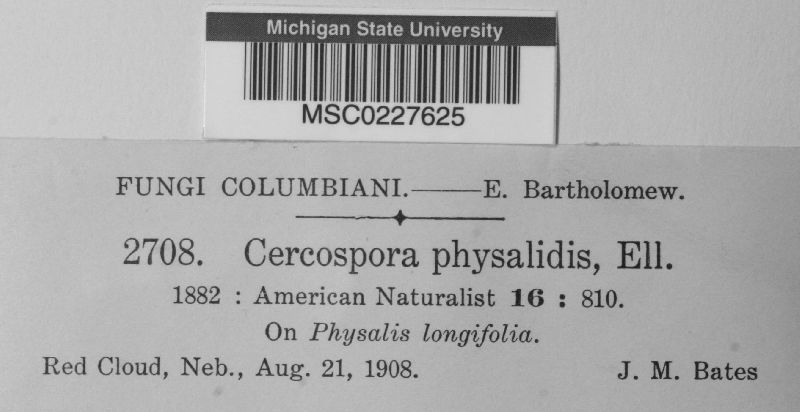 Michigan State University
MSC0227625
FUNGI COLUMBIANI.——E. Bartholomew.
2708. Cercospora physalidis, Ell.
1882 : American Naturalist 16 : 810.
On Physalis longifolia.
Red Cloud, Neb., Aug. 21, 1908. J. M. Bates